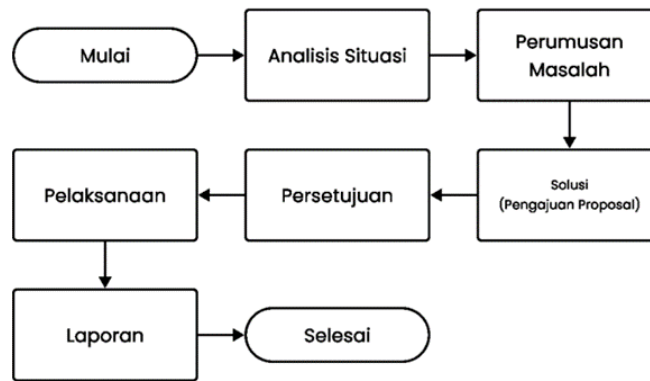 Mulai
Analisis Situasi
Perumusan
Masalah
Solusi
(Pengajuan Proposal)
Persetujuan
Pelaksanaan
Laporan
Selesai